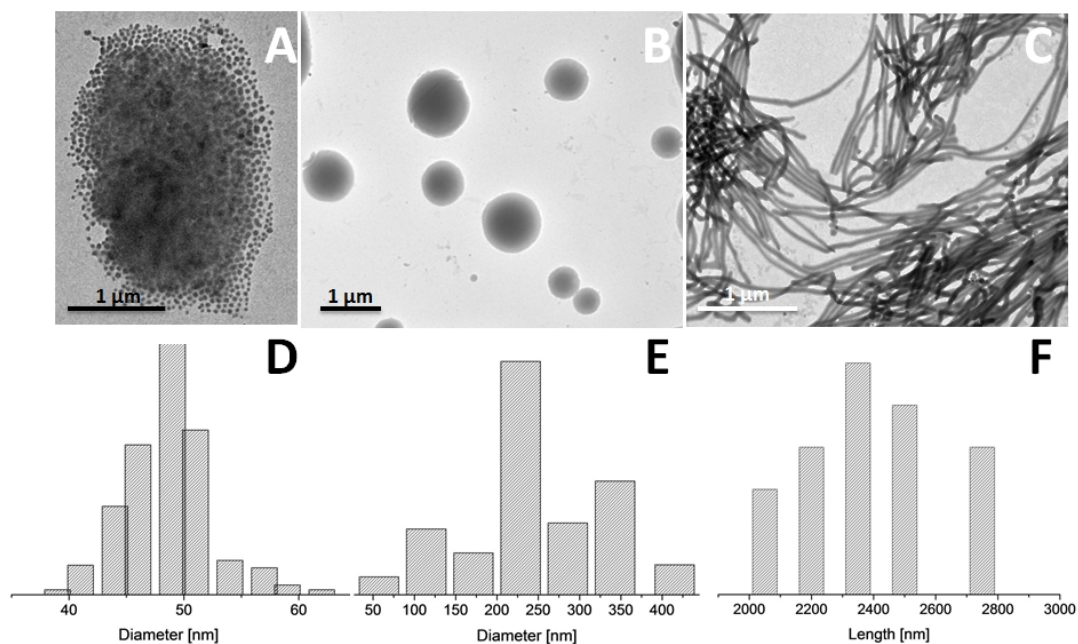 A B C
1 µm 1 µm 1 µm
D E F
40 50 60 50 100 150 200 250 300 350 400 2000 2200 2400 2600 2800 3000
Diameter [nm] Diameter [nm] Length [nm]